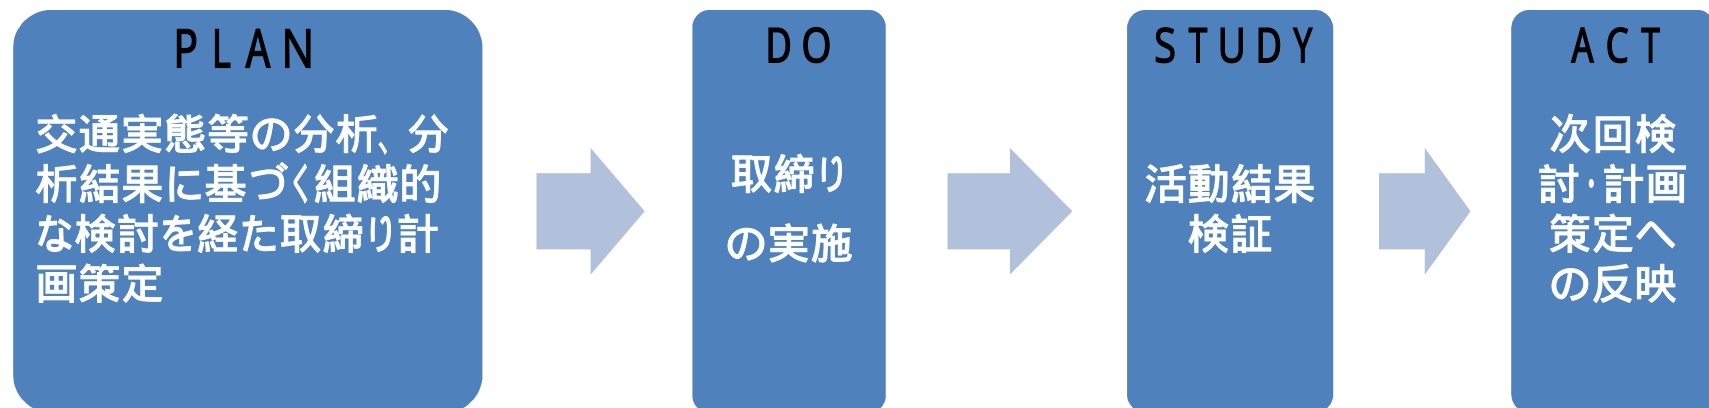 PLAN
交通実態等の分析、分
析結果に基づく組織的
な検討を経た取締り計
画策定
DO
取締り
の実施
STUDY
活動結果
検証
ACT
次回検
討・計画
策定へ
の反映